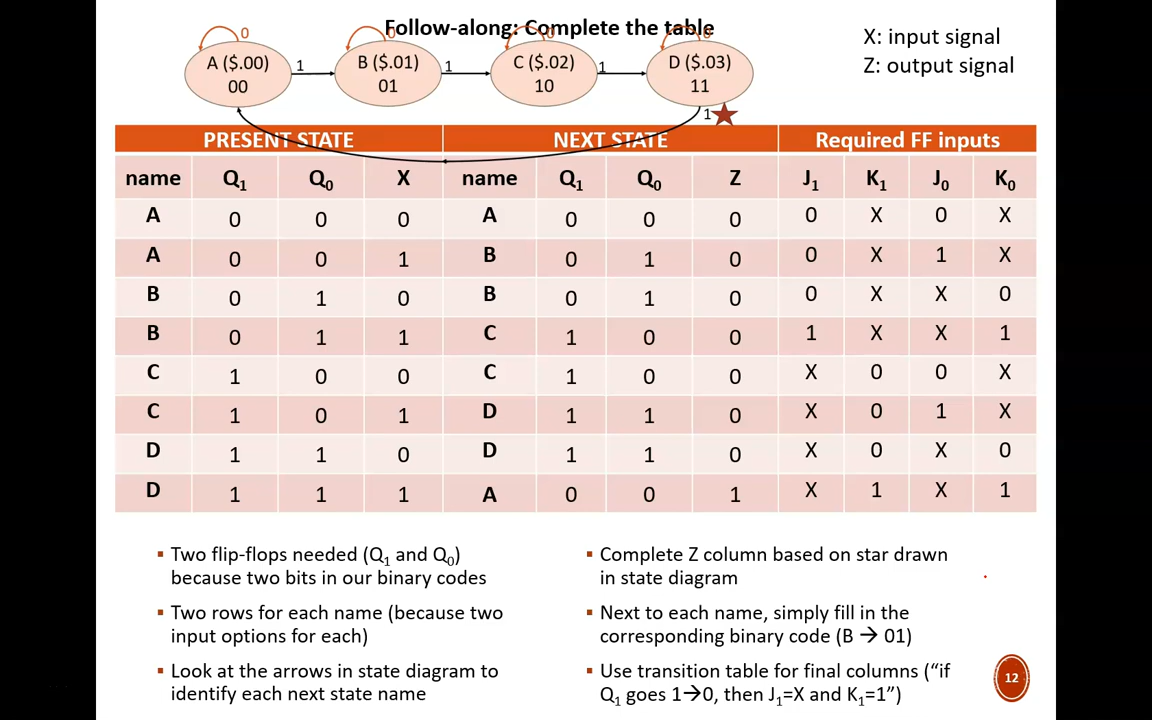 Follow-along: Complete the table
0 0 0 0
A ($.00) 1 B ($.01) 1 C ($.02) 1 D ($.03)
00 01 10 11
1
X: input signal
Z: output signal
PRESENT STATE NEXT STATE Required FF inputs
name Q1 Q0 X name Q1 Q0 Z J1 K1 J0 K0
A 0 0 0 A 0 0 0 0 X 0 X
A 0 0 1 B 0 1 0 0 X 1 X
B 0 1 0 B 0 1 0 0 X X 0
B 0 1 1 C 1 0 0 1 X X 1
C 1 0 0 C 1 0 0 X 0 0 X
C 1 0 1 D 1 1 0 X 0 1 X
D 1 1 0 D 1 1 0 X 0 X 0
D 1 1 1 A 0 0 1 X 1 X 1
▪ Two flip-flops needed (Q1 and Q0)
because two bits in our binary codes
▪ Two rows for each name (because two
input options for each)
▪ Look at the arrows in state diagram to
identify each next state name
▪ Complete Z column based on star drawn
in state diagram
▪ Next to each name, simply fill in the
corresponding binary code (B → 01)
▪ Use transition table for final columns (“if
Q1 goes 1→0, then J1=X and K1=1”)
12